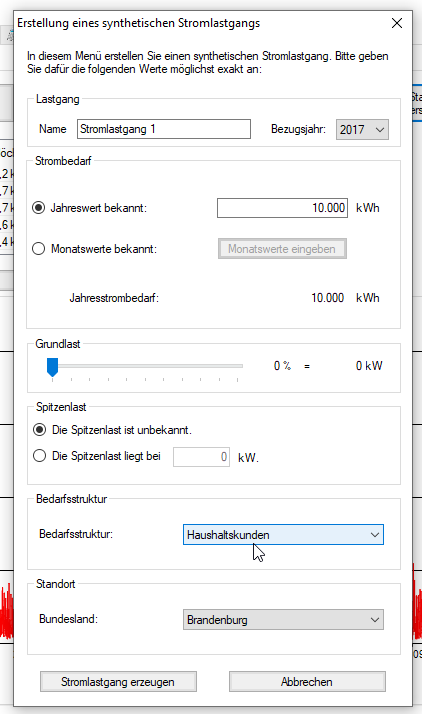 Erstellung eines synthetischen Stromlastgangs
In diesem Menü erstellen Sie einen synthetischen Stromlastgang. Bitte geben
Sie dafür die folgenden Werte möglichst exakt an:
Lastgang
Name Stromlastgang 1 Bezugsjahr: 2017
Strombedarf
Jahreswert bekannt: 10.000 kWh
Monatswerte bekannt: Monatswerte eingeben
Jahresstrombedarf: 10.000 kWh
Grundlast
0 % = 0 kW
Spitzenlast
Die Spitzenlast ist unbekannt.
Die Spitzenlast liegt bei 0 kW.
Bedarfsstruktur
Bedarfsstruktur: Haushaltskunden
Standort
Bundesland: Brandenburg
Stromlastgang erzeugen Abbrechen